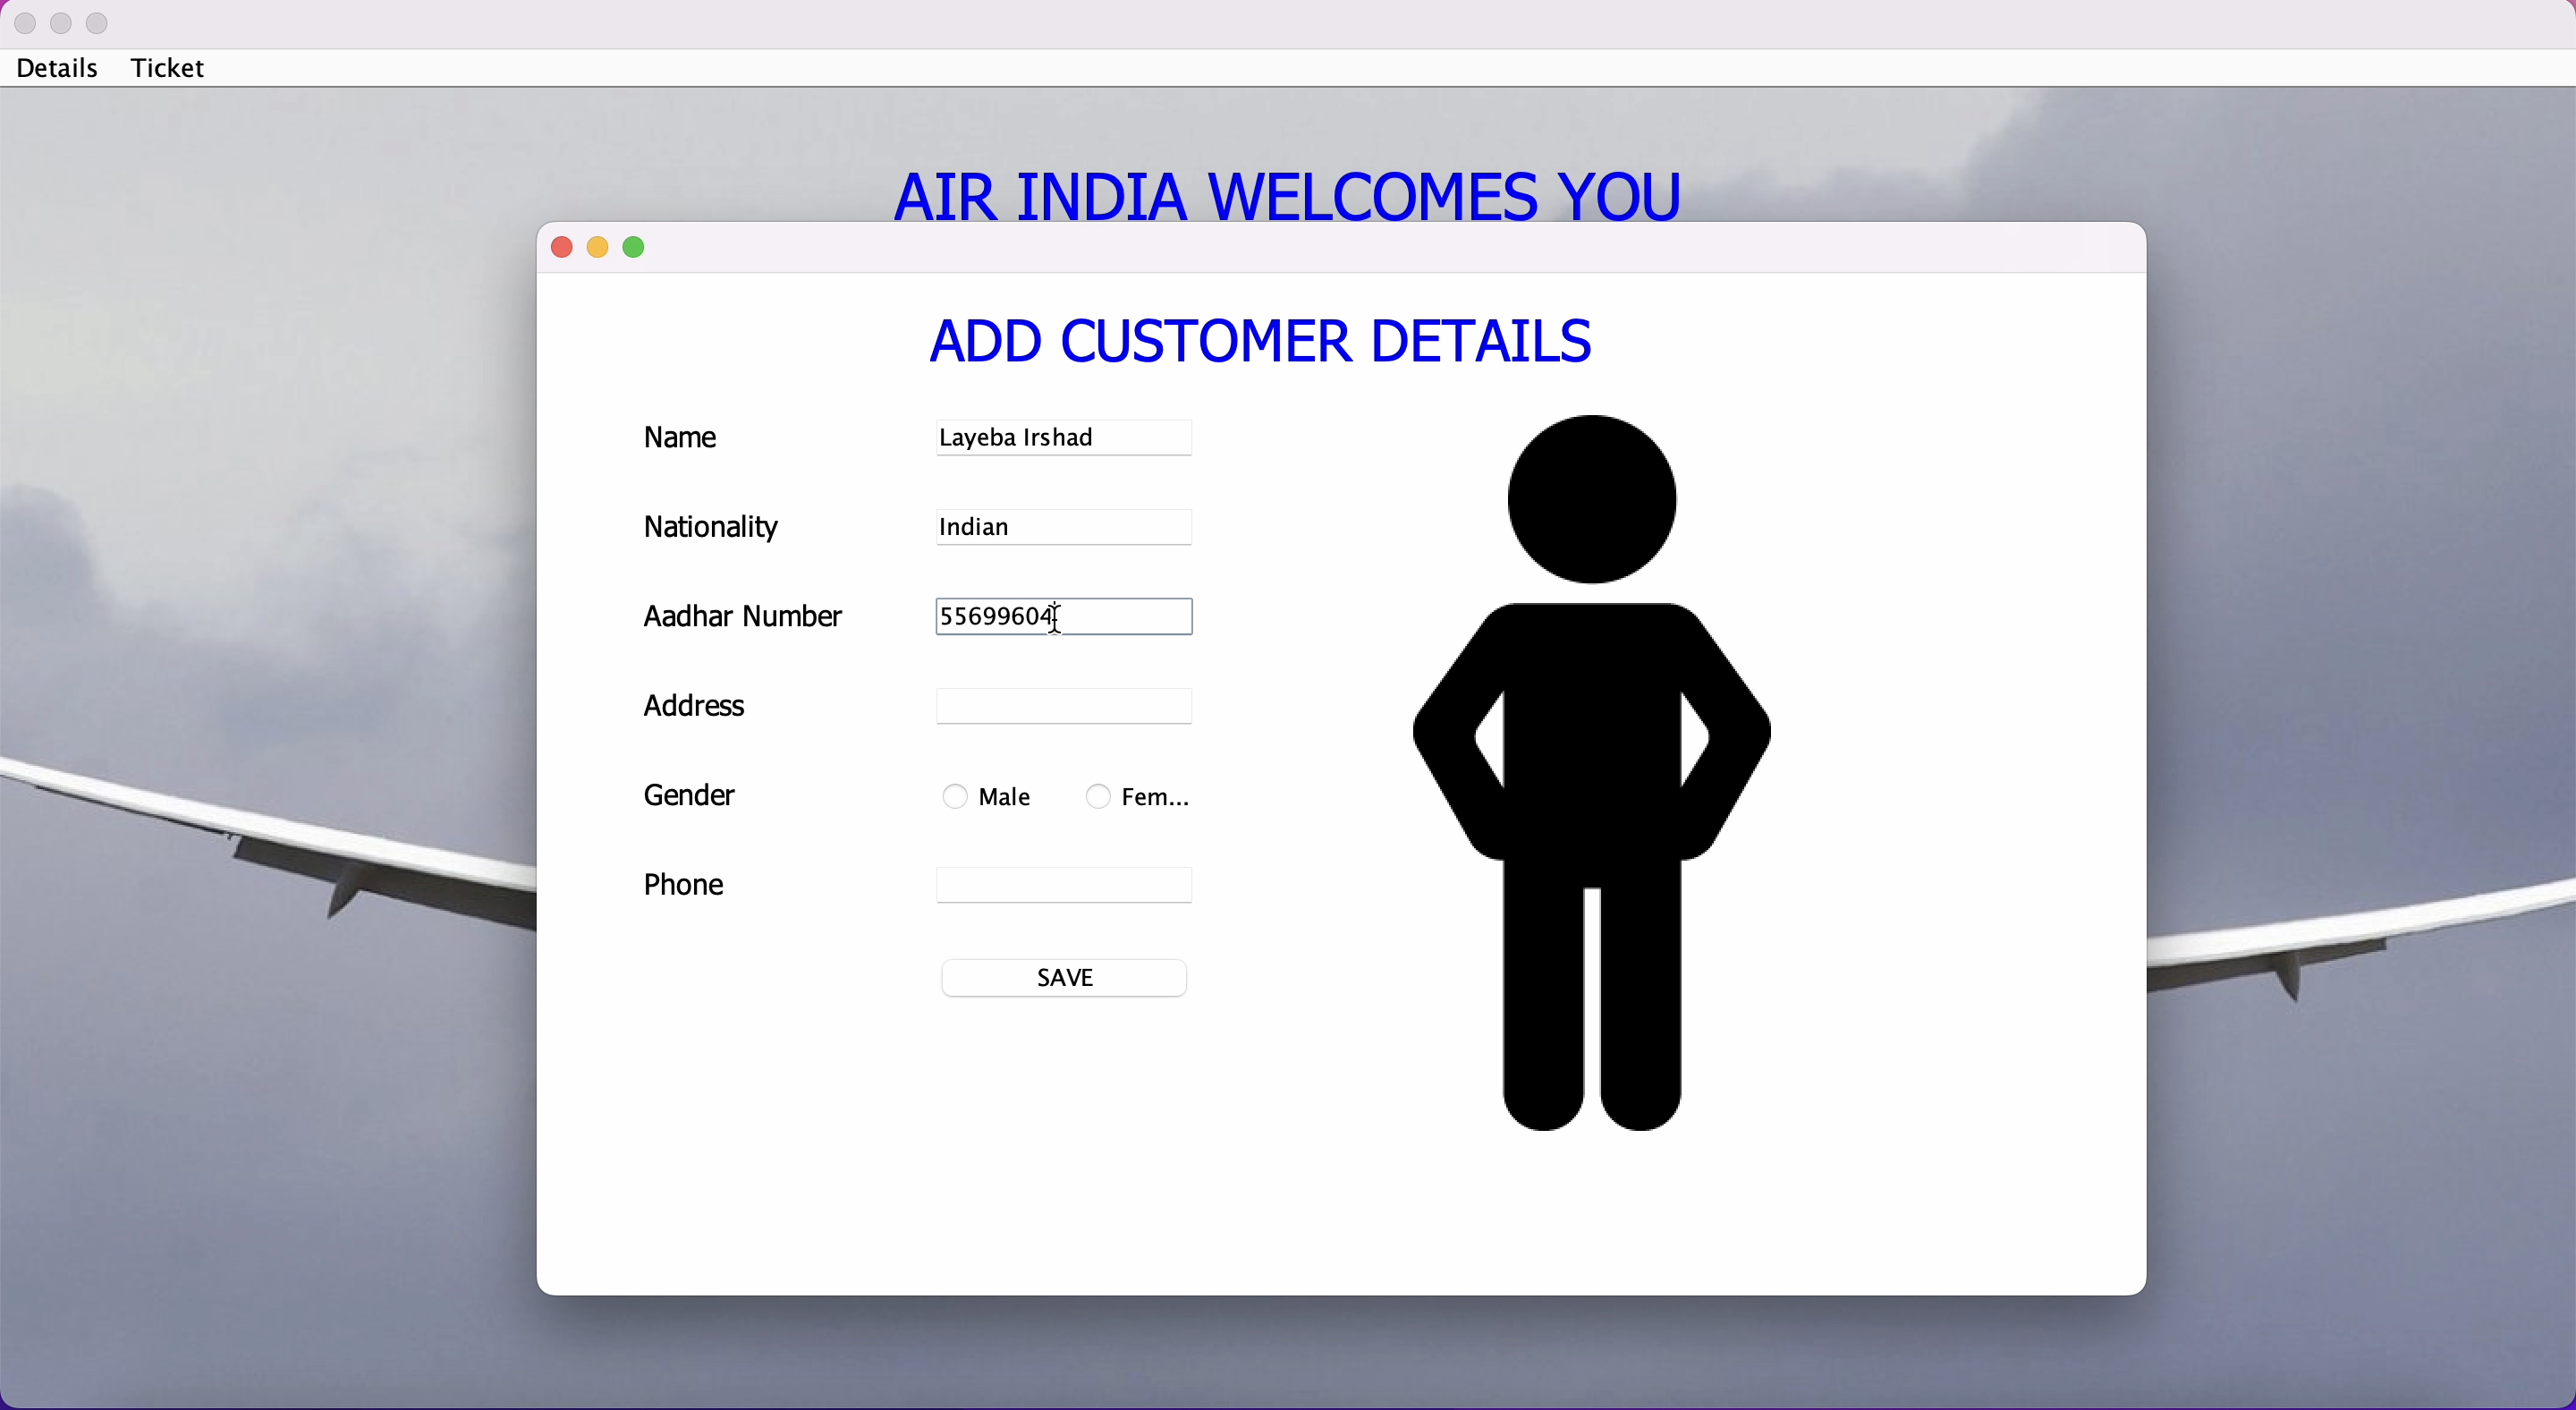 Details Ticket
AIR INDIA WELCOMES YOU
ADD CUSTOMER DETAILS
Name Layeba Irshad
Nationality Indian
Aadhar Number 55699604
Address
Gender Male Fem...
Phone
SAVE